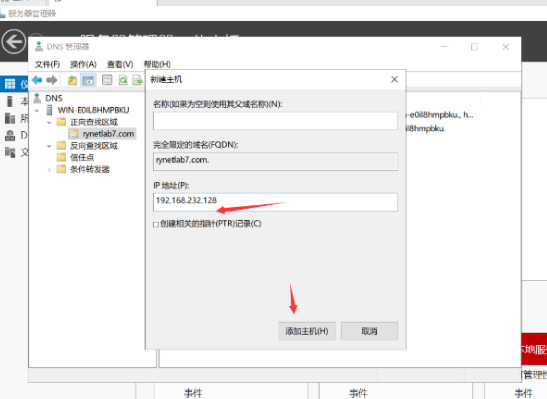 服务器管理器
DNS 管理器
文件(F) 操作(A) 查看(V) 帮助(H)
DNS
WIN-E0IL8HMPBKU
正向查找区域
rynetlab7.com
反向查找区域
信任点
条件转发器
新建主机
名称(如果为空则使用其父域名称)(N):
完全限定的域名(FQDN):
rynetlab7.com.
IP 地址(P):
192.168.232.128
创建相关的指针(PTR)记录(C)
添加主机(H) 取消
-e0il8hmpbku., h...
il8hmpbku.
本地服
可管理性
事件 事件 事件